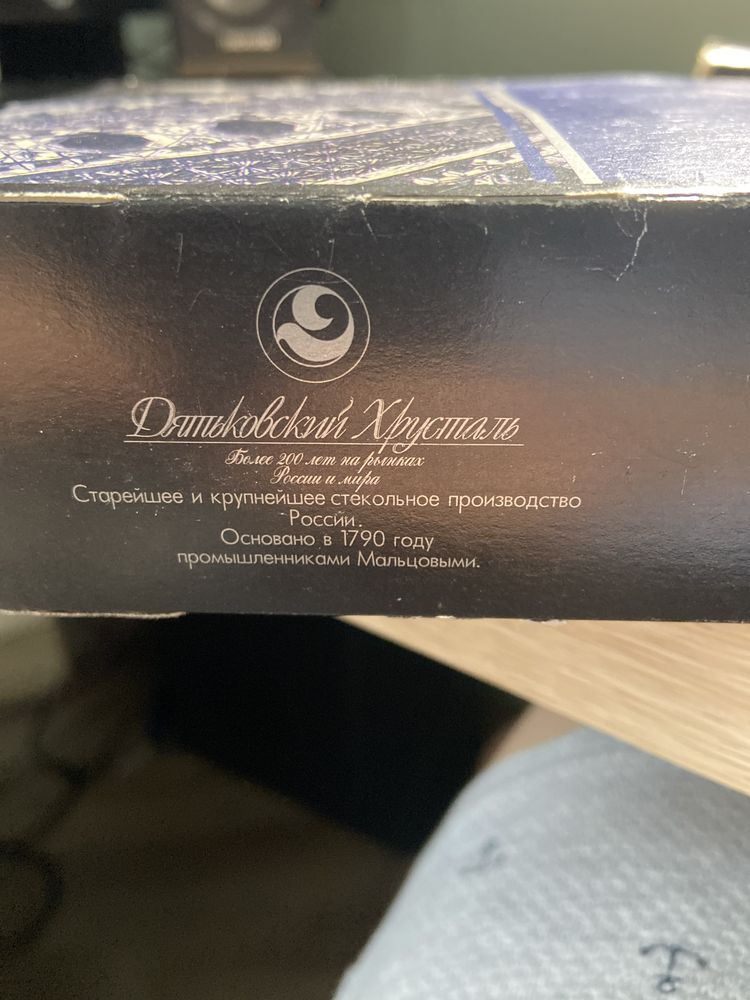 Дятьковский Хрусталь
Более 200 лет на рынках
России и мира
Старейшее и крупнейшее стекольное производство
России.
Основано в 1790 году
промышленниками Мальцовыми.